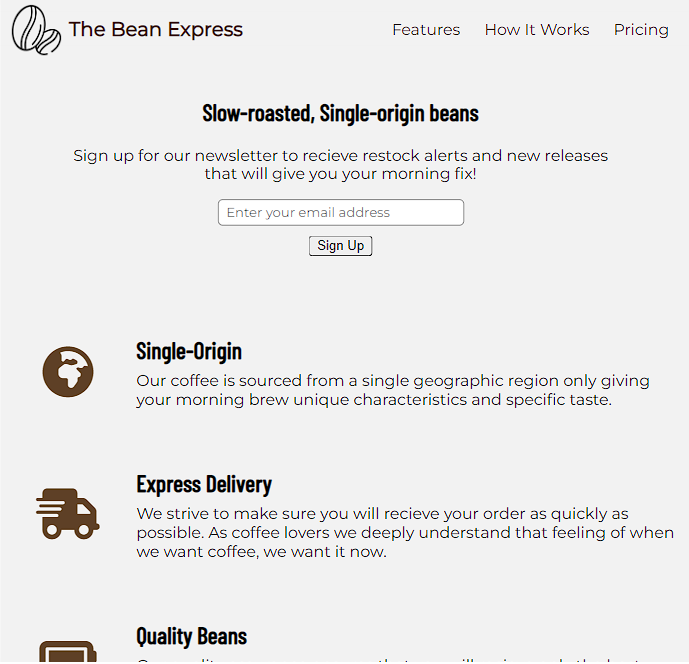 The Bean Express
Features How It Works Pricing
Slow-roasted, Single-origin beans
Sign up for our newsletter to recieve restock alerts and new releases
that will give you your morning fix!
Enter your email address
Sign Up
Single-Origin
Our coffee is sourced from a single geographic region only giving
your morning brew unique characteristics and specific taste.
Express Delivery
We strive to make sure you will recieve your order as quickly as
possible. As coffee lovers we deeply understand that feeling of when
we want coffee, we want it now.
Quality Beans